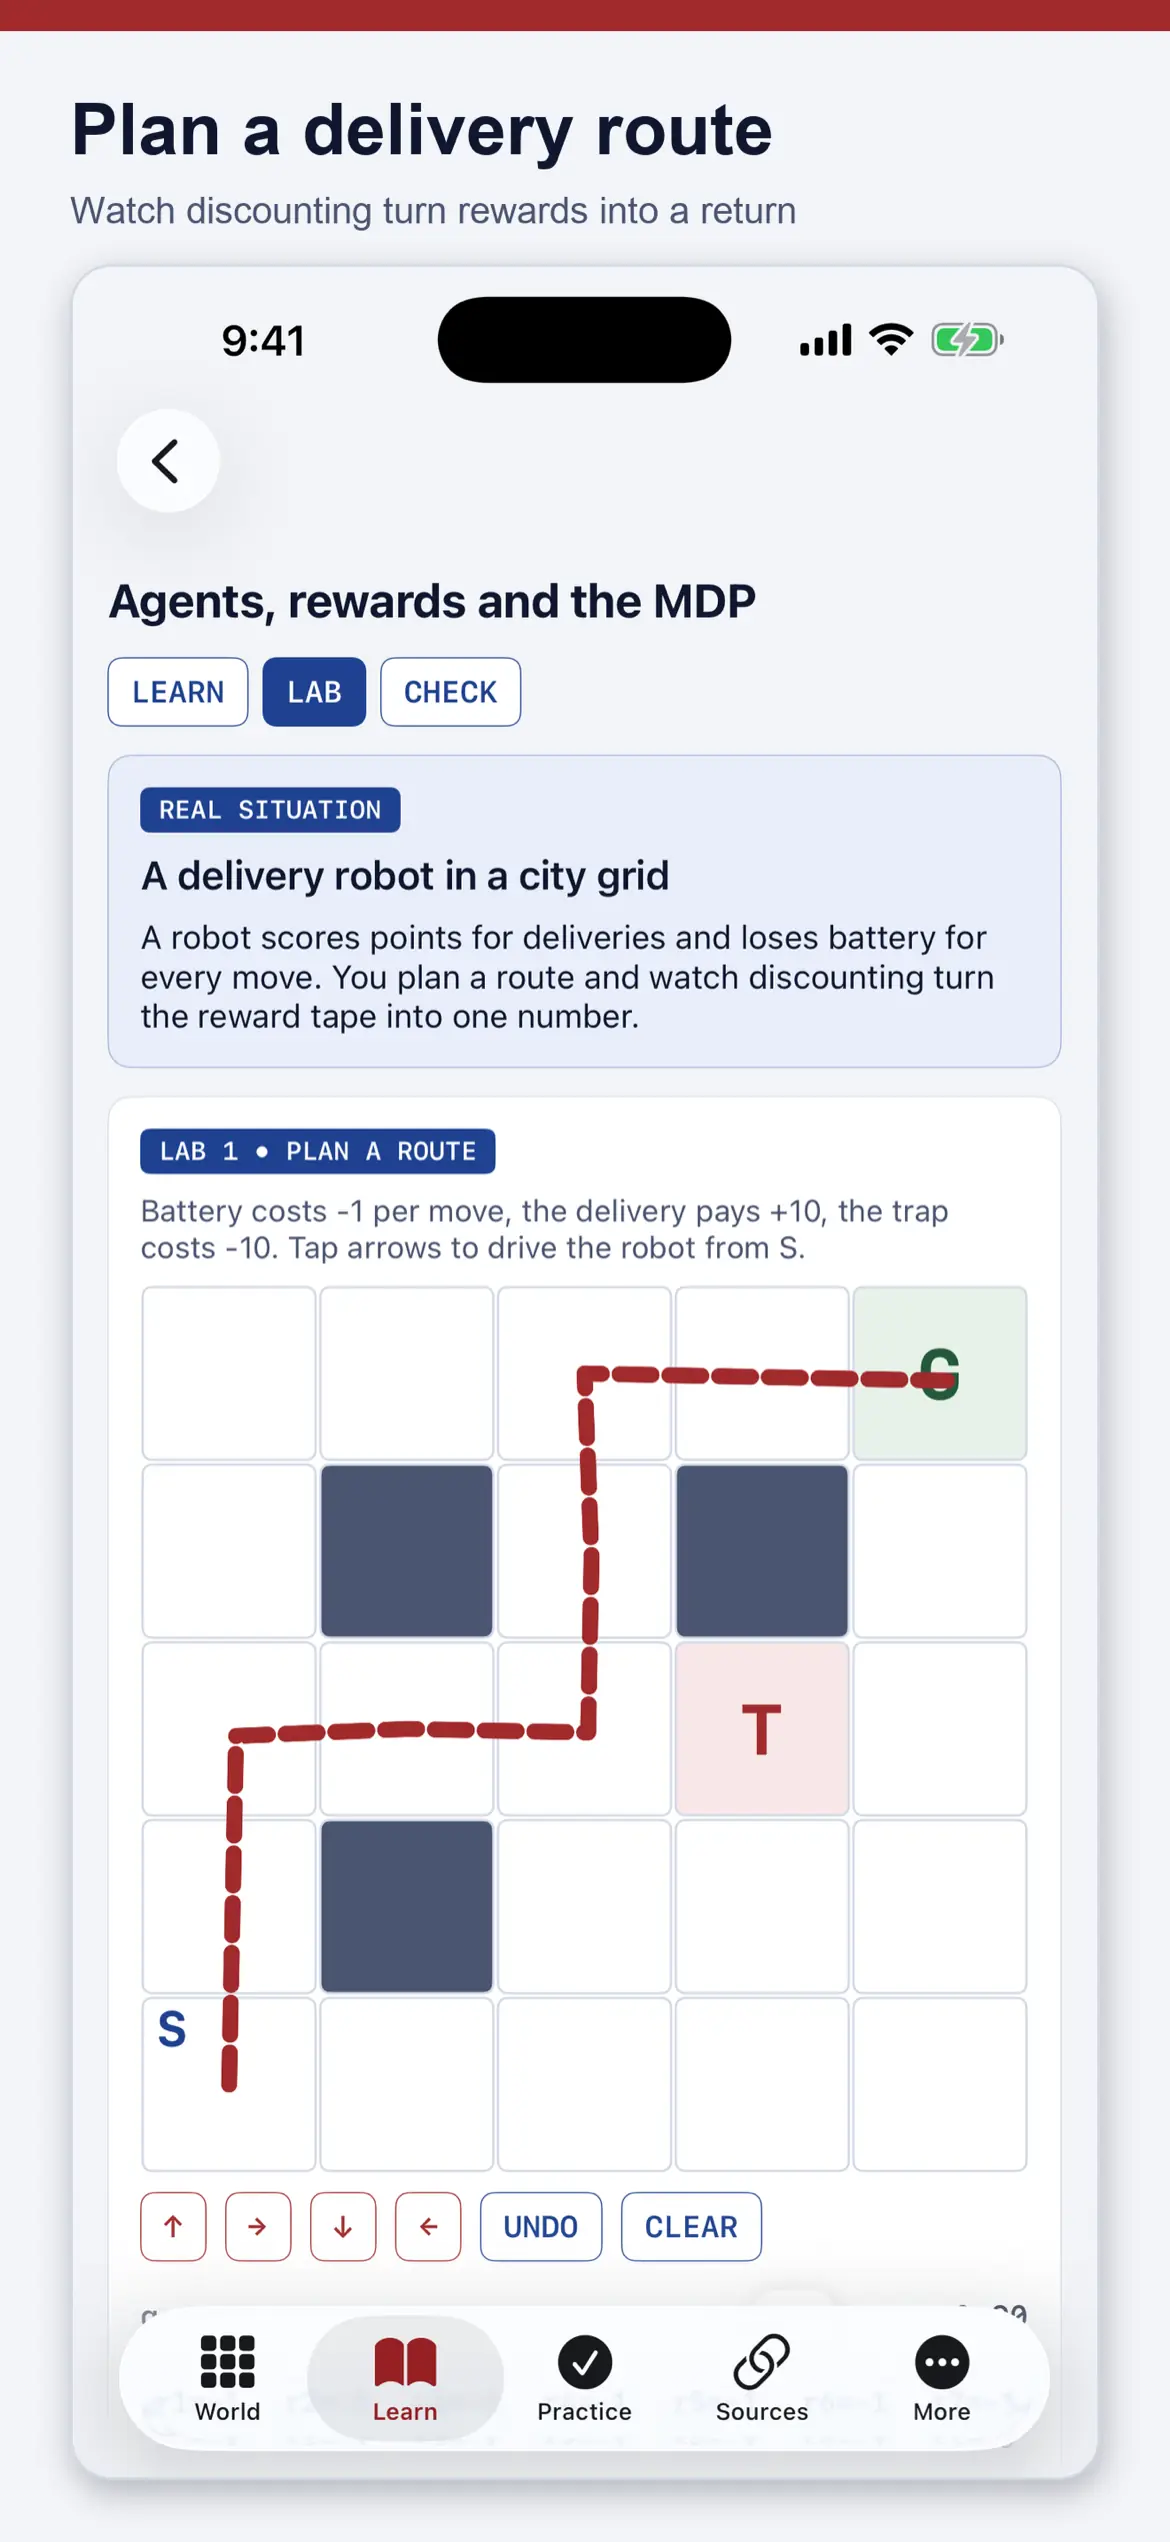 Plan a delivery route
Watch discounting turn rewards into a return
9:41
Agents, rewards and the MDP
LEARN
LAB
CHECK
REAL SITUATION
A delivery robot in a city grid
A robot scores points for deliveries and loses battery for
every move. You plan a route and watch discounting turn
the reward tape into one number.
LAB 1 • PLAN A ROUTE
Battery costs -1 per move, the delivery pays +10, the trap
costs -10. Tap arrows to drive the robot from S.
G
T
S
↑ → ↓ ← UNDO CLEAR
World
Learn
Practice
Sources
More